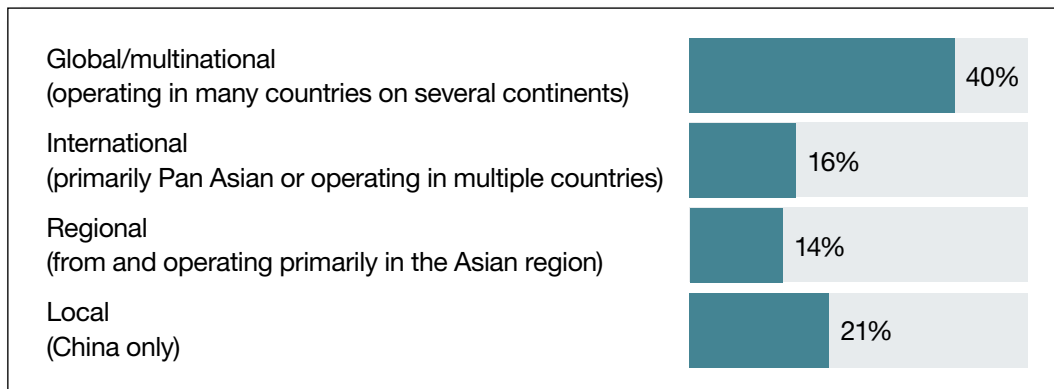 Global/multinational
(operating in many countries on several continents)
40%
International
(primarily Pan Asian or operating in multiple countries)
16%
Regional
(from and operating primarily in the Asian region)
14%
Local
(China only)
21%